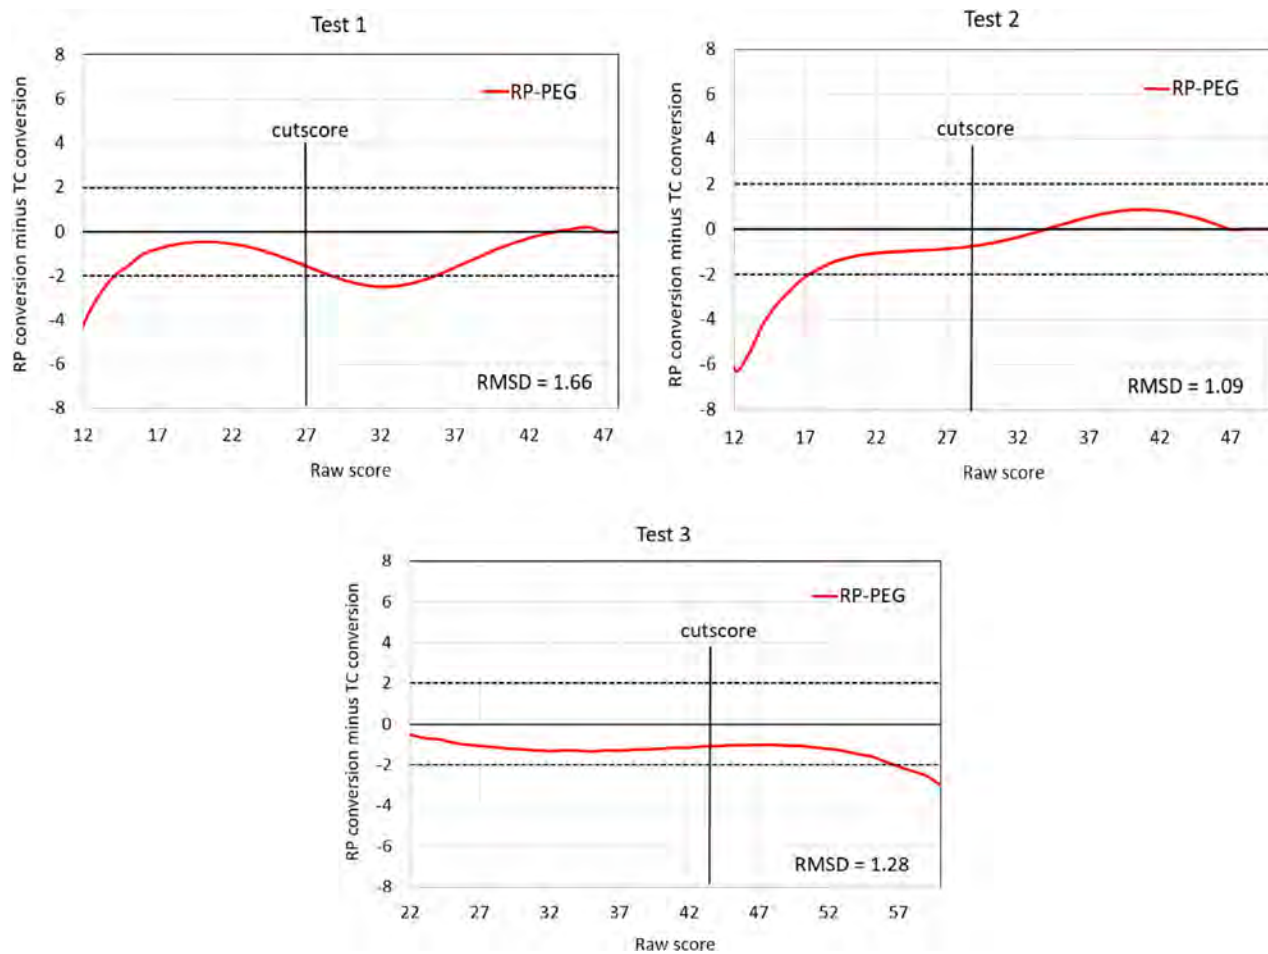 Test 1
RP conversion minus TC conversion
8
6
4
2
0
-2
-4
-6
-8
RP-PEG
cutscore
RMSD = 1.66
12 17 22 27 32 37 42 47
Raw score
Test 2
RP conversion minus TC conversion
8
6
4
2
0
-2
-4
-6
-8
RP-PEG
cutscore
RMSD = 1.09
12 17 22 27 32 37 42 47
Raw score
Test 3
RP conversion minus TC conversion
8
6
4
2
0
-2
-4
-6
-8
RP-PEG
cutscore
RMSD = 1.28
22 27 32 37 42 47 52 57
Raw score